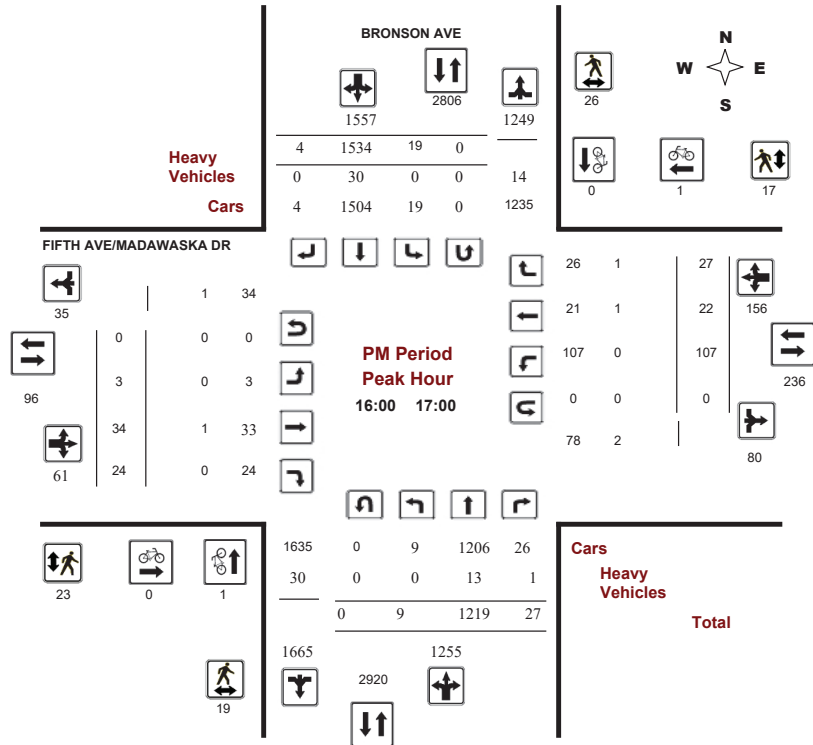 BRONSON AVE
N
W E
S
2806
26
1557 1249
4 1534 19 0
Heavy
Vehicles
0 30 0 0 14
Cars
4 1504 19 0 1235
0 1 17
FIFTH AVE/MADAWASKA DR
35
1 34
26 1 27
156
0 0 0
21 1 22
96
3 0 3
PM Period
Peak Hour
16:00 17:00
107 0 107
236
34 1 33
0 0 0
61
24 0 24
78 2
80
1635 0 9 1206 26
Cars
30 0 0 13 1
Heavy
Vehicles
23 0 1
0 9 1219 27
Total
1665 1255
2920
19